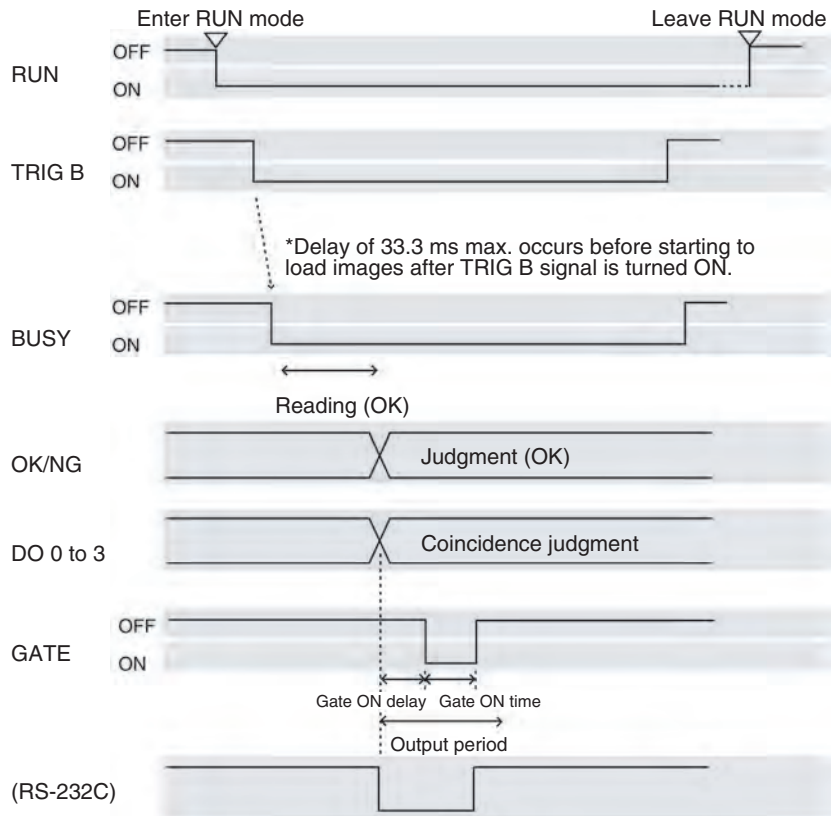 Enter RUN mode
Leave RUN mode
OFF
RUN
ON
OFF
TRIG B
ON
*Delay of 33.3 ms max. occurs before starting to
load images after TRIG B signal is turned ON.
OFF
BUSY
ON
Reading (OK)
OK/NG
Judgment (OK)
DO 0 to 3
Coincidence judgment
OFF
GATE
ON
Gate ON delay
Gate ON time
Output period
(RS-232C)